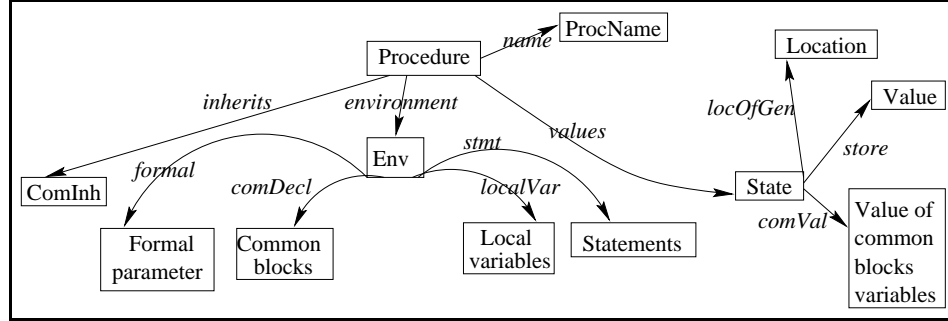 name
ProcName
Procedure
Location
inherits
environment
values
locOfGen
Value
store
Env
formal
comDecl
stmt
localVar
ComInh
State
comVal
Formal
parameter
Common
blocks
Local
variables
Statements
Value of
common
blocks
variables